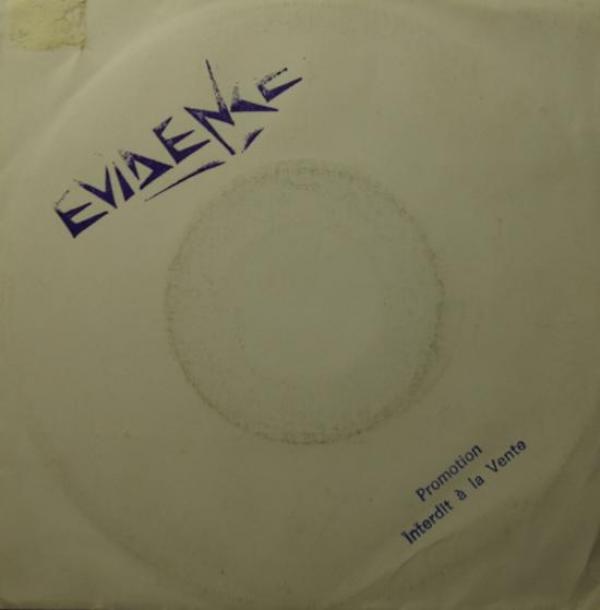 EVIDENCE
Promotion
Interdit à la Vente